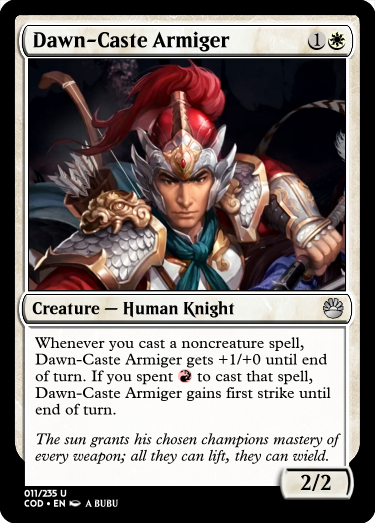 Dawn-Caste Armiger 1
Creature — Human Knight
Whenever you cast a noncreature spell,
Dawn-Caste Armiger gets +1/+0 until end
of turn. If you spent to cast that spell,
Dawn-Caste Armiger gains first strike until
end of turn.
The sun grants his chosen champions mastery of
every weapon; all they can lift, they can wield.
2/2
011/235 U
COD • EN A BUBU